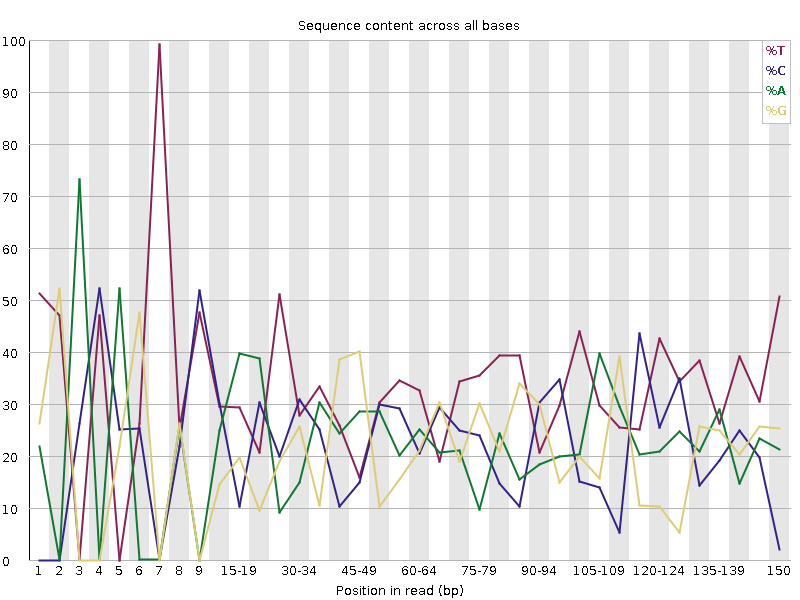 Sequence content across all bases
100
90
80
70
60
50
40
30
20
10
0
%T
%C
%A
%G
1 2 3 4 5 6 7 8 9 15-19 30-34 45-49 60-64 75-79 90-94 105-109 120-124 135-139 150
Position in read (bp)